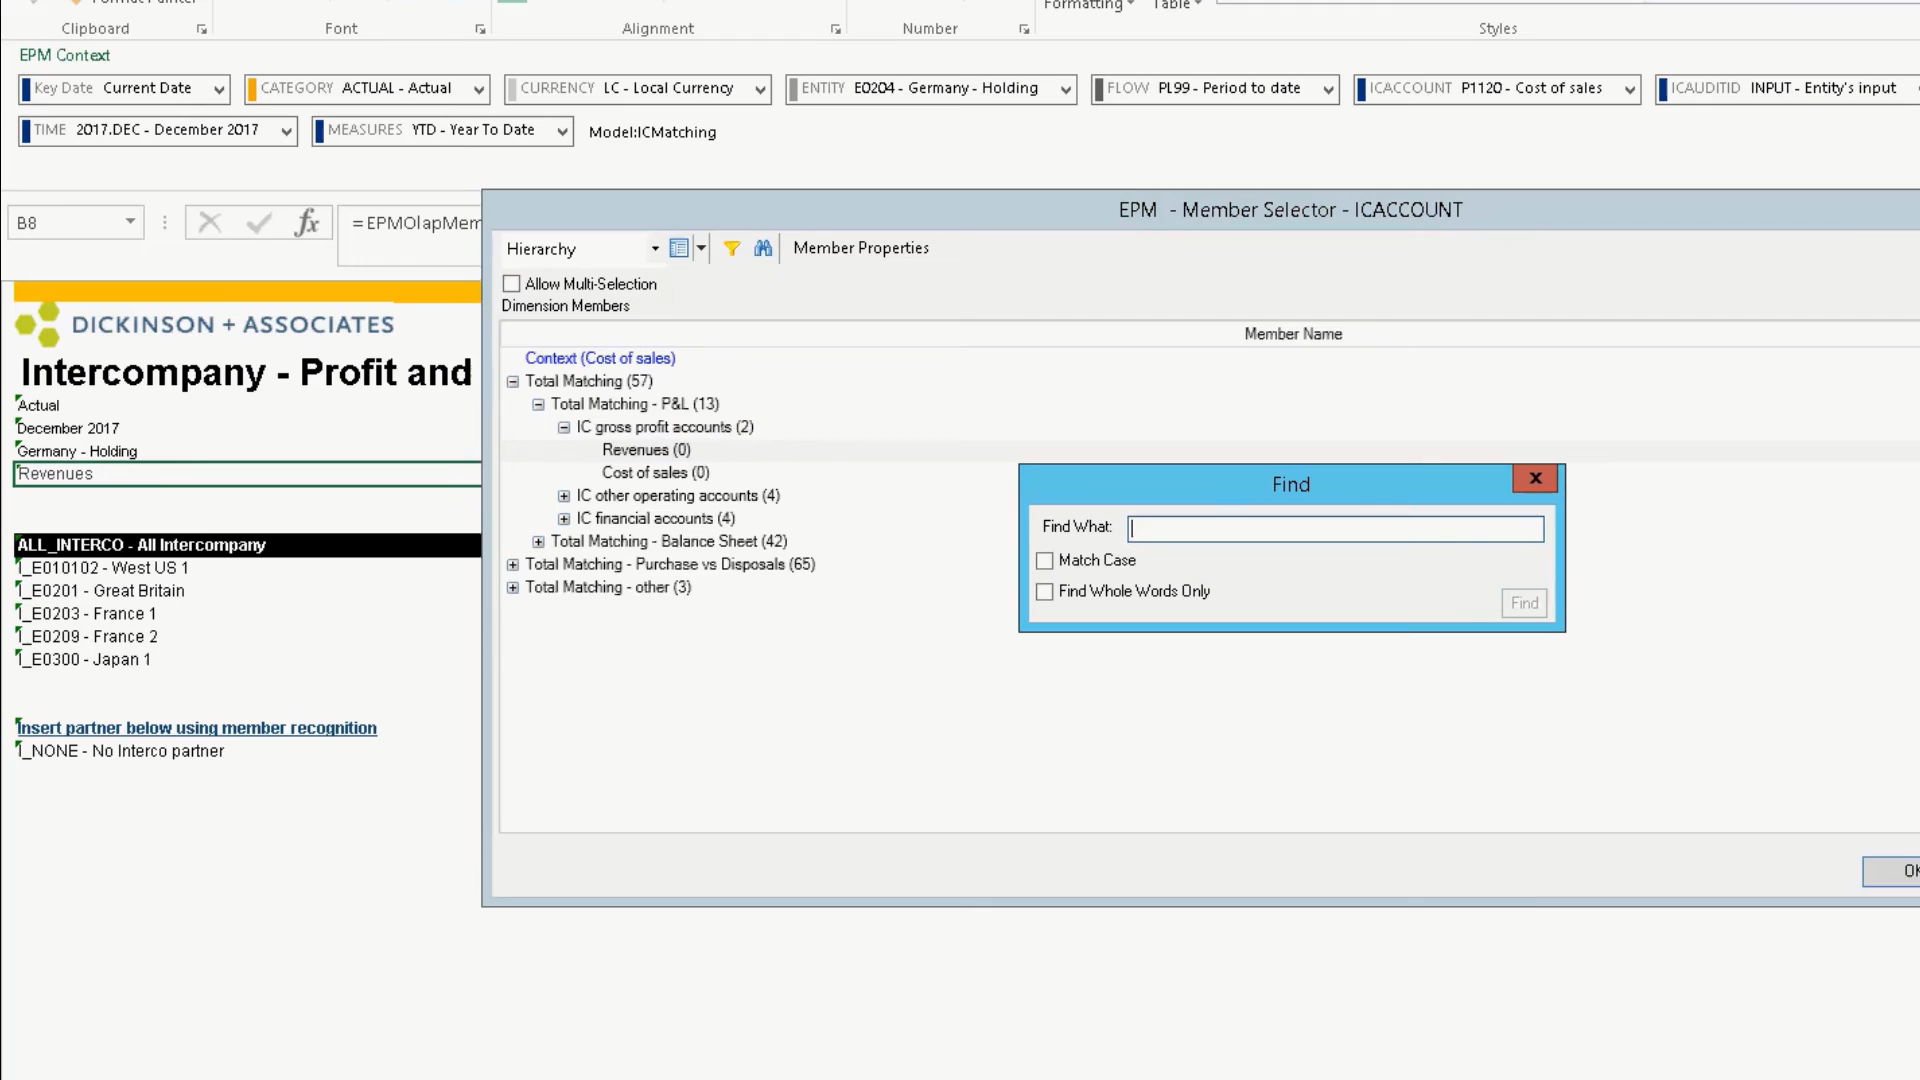 Format Painter
Formatting Table
Clipboard Font Alignment Number Styles
EPM Context
Key Date Current Date CATEGORY ACTUAL - Actual CURRENCY LC - Local Currency ENTITY E0204 - Germany - Holding FLOW PL99 - Period to date ICACCOUNT P1120 - Cost of sales ICAUDITID INPUT - Entity's input
TIME 2017.DEC - December 2017 MEASURES YTD - Year To Date Model:ICMatching
B8 fx =EPMOlapMem
EPM - Member Selector - ICACCOUNT
Hierarchy Member Properties
Allow Multi-Selection
Dimension Members
Member Name
Context (Cost of sales)
Total Matching (57)
Total Matching - P&L (13)
IC gross profit accounts (2)
Revenues (0)
Cost of sales (0)
IC other operating accounts (4)
IC financial accounts (4)
Total Matching - Balance Sheet (42)
Total Matching - Purchase vs Disposals (65)
Total Matching - other (3)
Find
x
Find What:
Match Case
Find Whole Words Only
Find
OK
DICKINSON + ASSOCIATES
Intercompany - Profit and
Actual
December 2017
Germany - Holding
Revenues
ALL_INTERCO - All Intercompany
I_E010102 - West US 1
I_E0201 - Great Britain
I_E0203 - France 1
I_E0209 - France 2
I_E0300 - Japan 1
Insert partner below using member recognition
I_NONE - No Interco partner